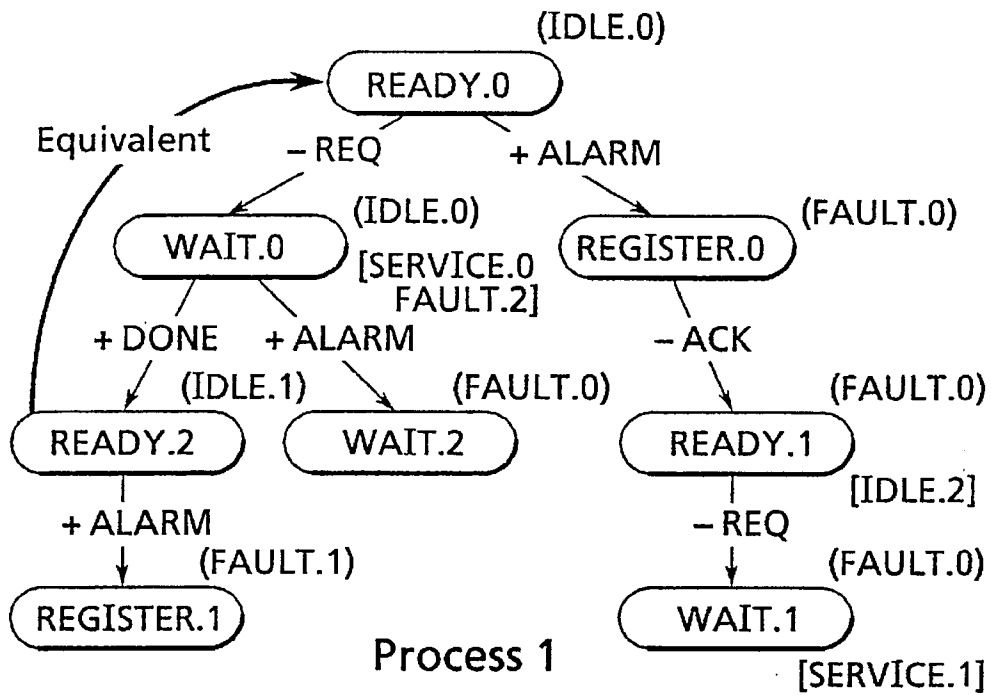 (IDLE.0)
READY.0
Equivalent
– REQ
+ ALARM
(IDLE.0)
(FAULT.0)
WAIT.0
REGISTER.0
[SERVICE.0
FAULT.2]
+ DONE
+ ALARM
– ACK
(IDLE.1)
(FAULT.0)
(FAULT.0)
READY.2
WAIT.2
READY.1
[IDLE.2]
+ ALARM
– REQ
(FAULT.1)
(FAULT.0)
REGISTER.1
WAIT.1
Process 1
[SERVICE.1]